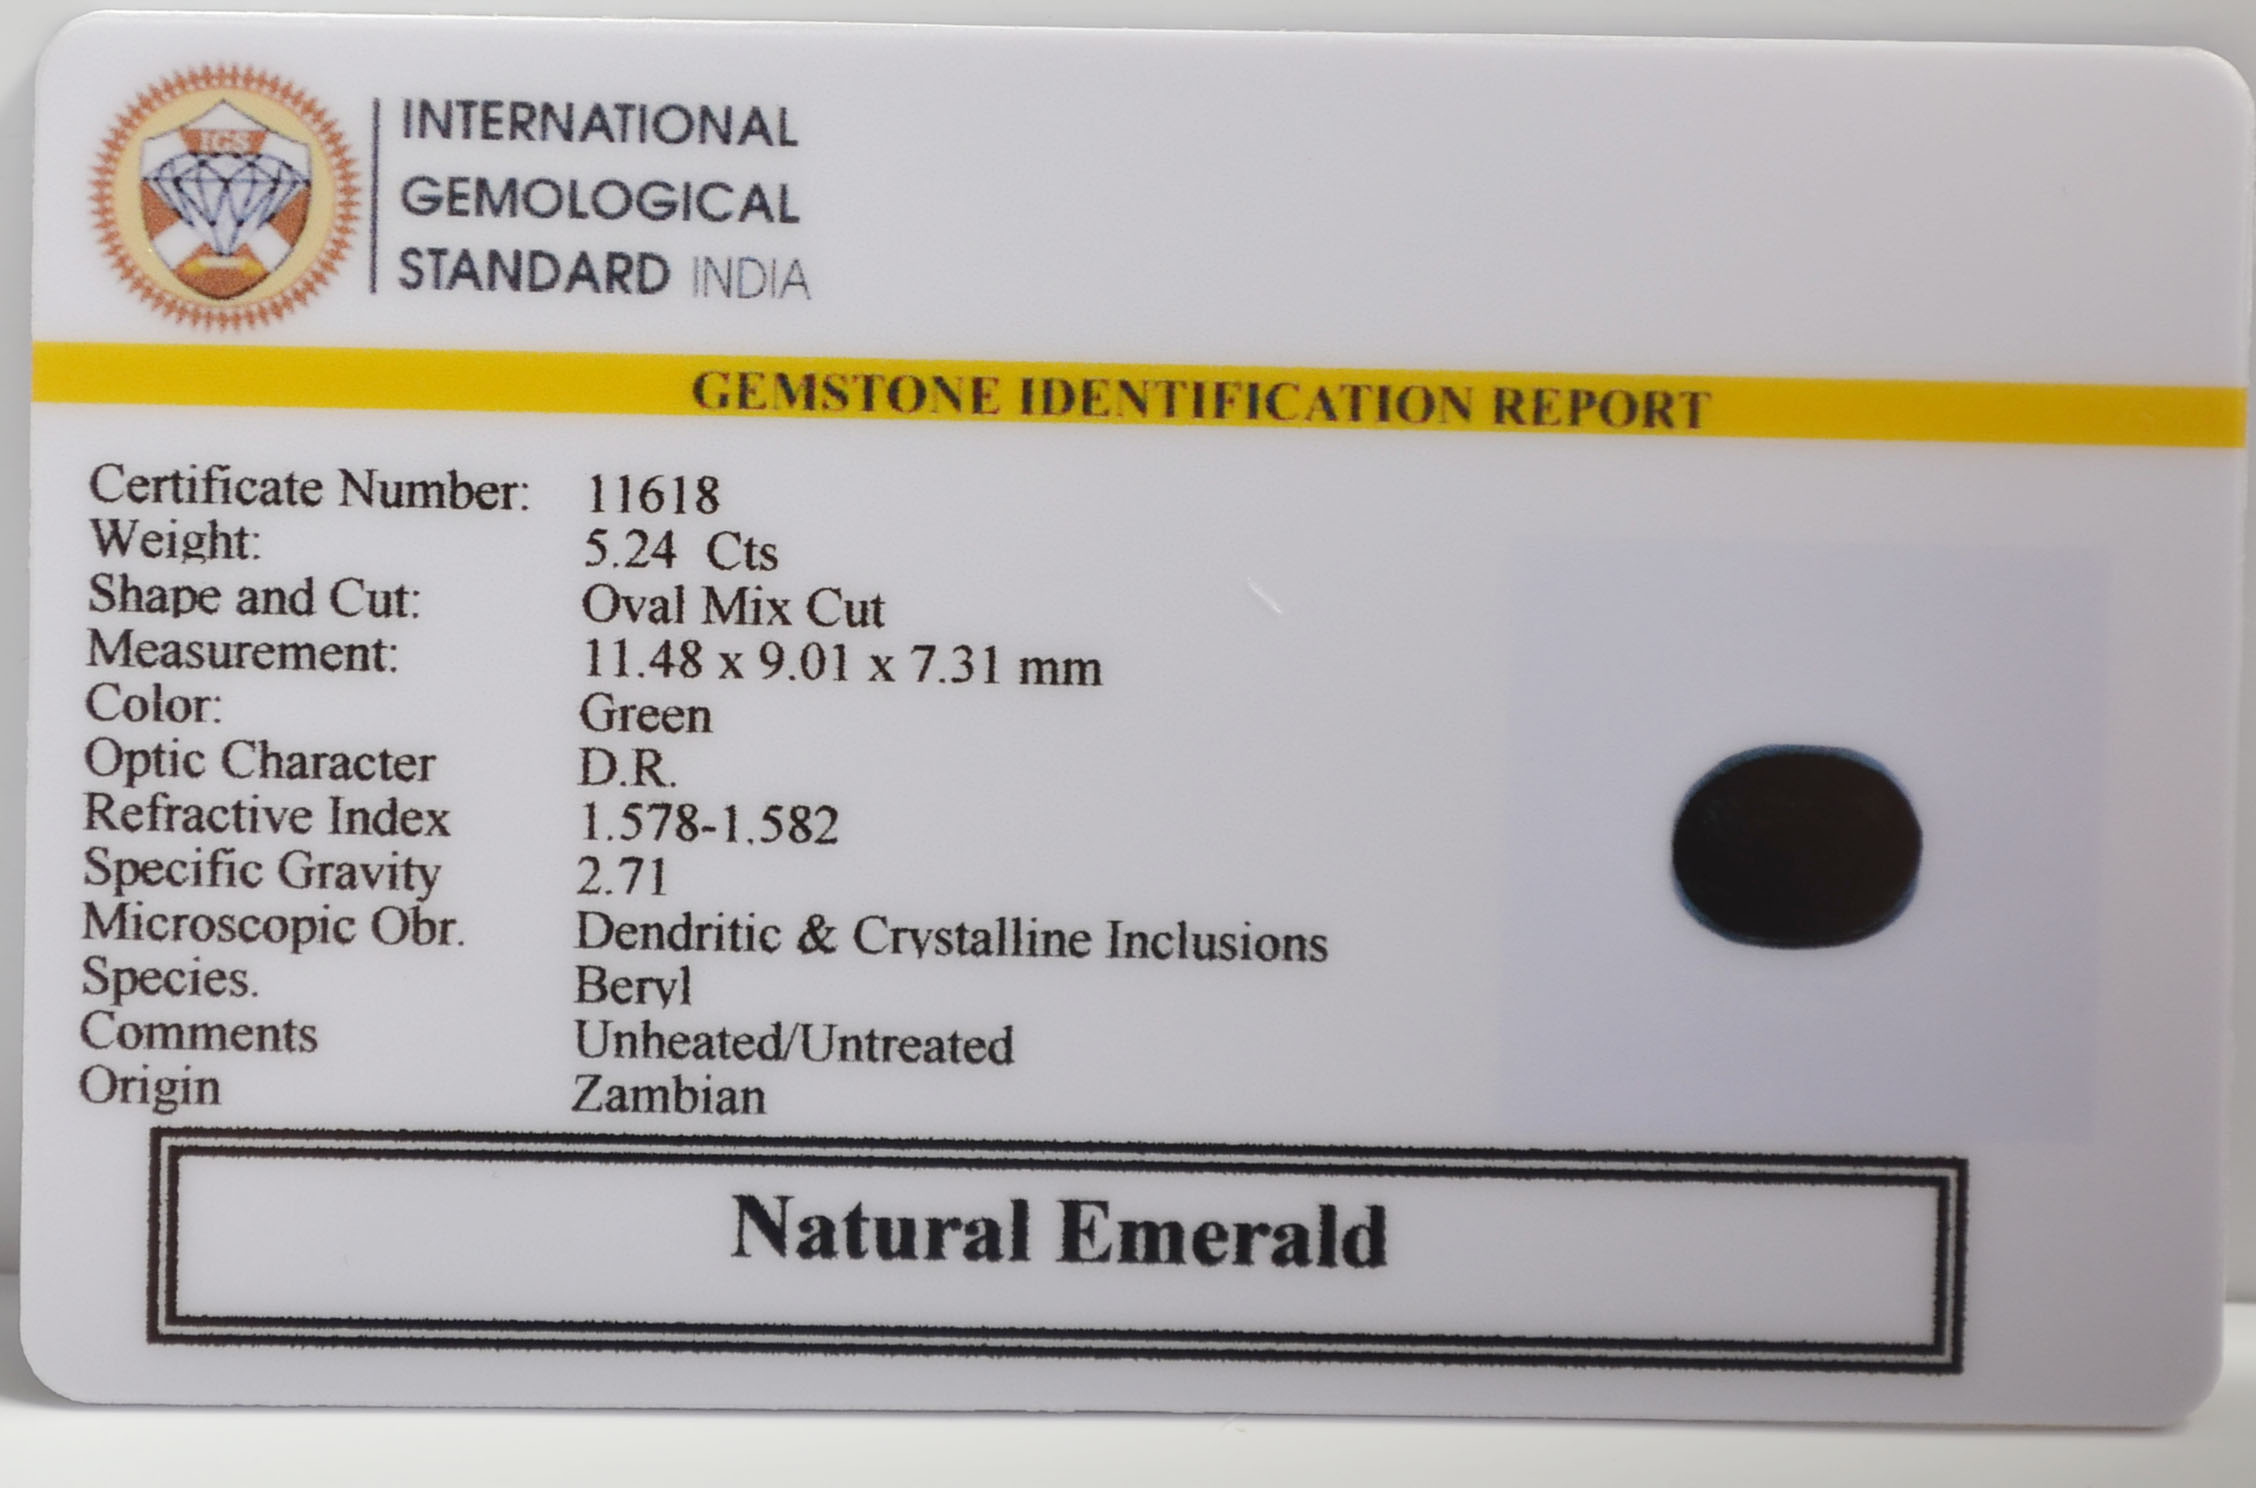 IGS
INTERNATIONAL
GEMOLOGICAL
STANDARD INDIA
GEMSTONE IDENTIFICATION REPORT
Certificate Number: 11618
Weight: 5.24 Cts
Shape and Cut: Oval Mix Cut
Measurement: 11.48 x 9.01 x 7.31 mm
Color: Green
Optic Character D.R.
Refractive Index 1.578-1.582
Specific Gravity 2.71
Microscopic Obr. Dendritic & Crystalline Inclusions
Species. Beryl
Comments Unheated/Untreated
Origin Zambian
Natural Emerald